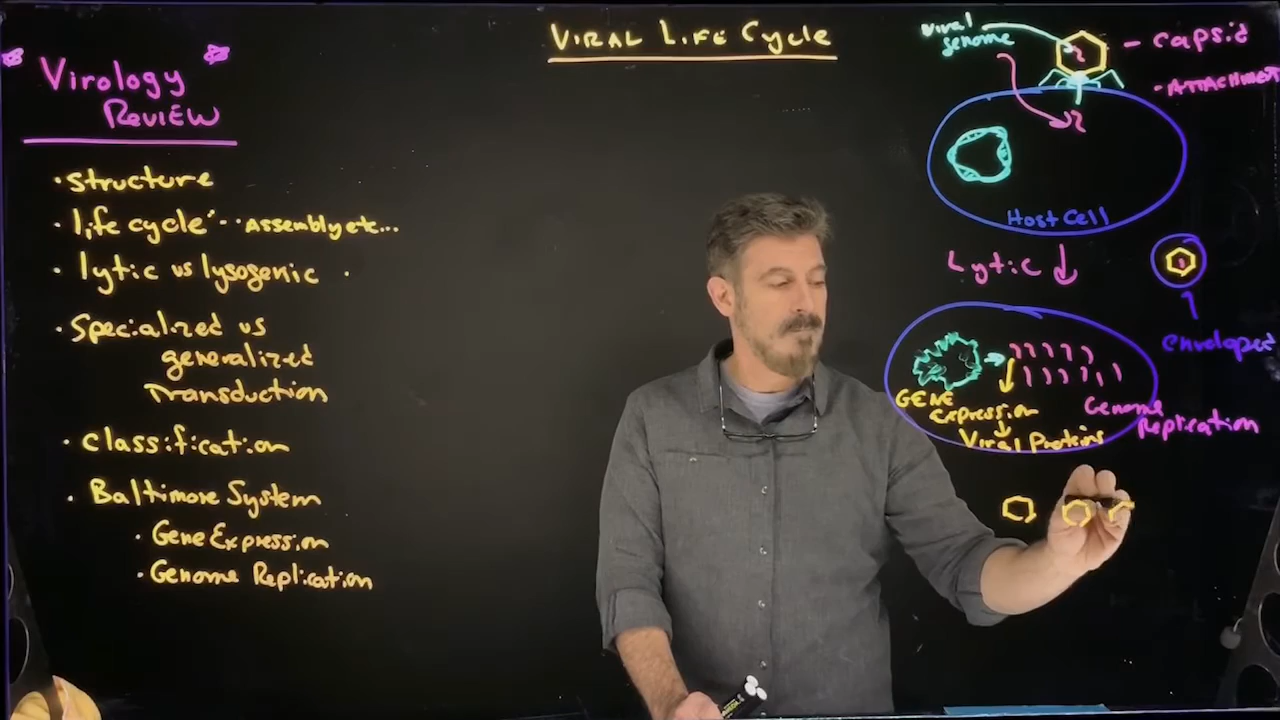 Virology
REVIEW
• structure
• life cycle - - Assembly etc...
• lytic vs lysogenic •
• Specialized vs
generalized
Transduction
• Classification
• Baltimore System
• Gene Expression
• Genome Replication
VIRAL LIFE Cycle
viral
genome
- capsid
- ATTACHMENT
Host Cell
Lytic
enveloped
GENE
Expression
Viral Proteins
Genome
Replication